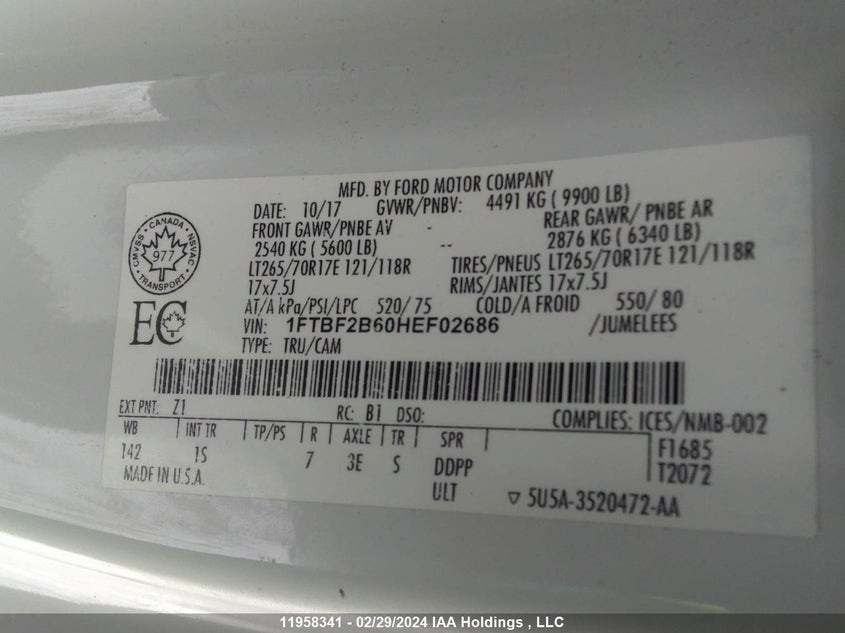 MFD. BY FORD MOTOR COMPANY
DATE: 10/17 GVWR/PNBV: 4491 KG ( 9900 LB)
FRONT GAWR/PNBE AV - REAR GAWR/ PNBE AR
2540 KG ( 5600 LB) -- 2876 KG ( 6340 LB)
LT265/70R17E 121/118R TIRES/PNEUS LT265/70R17E 121/118R
17x7.5J RIMS/JANTES 17x7.5J
AT/A kPa/PSI/LPC 520/ 75 COLD/A FROID 550/ 80
VIN: 1FTBF2B60HEF02686 /JUMELEES
TYPE: TRU/CAM
CANADA
CMVSS NSVAC
977
TRANSPORT
EC
EXT PNT: Z1 RC: B1 DSO: COMPLIES: ICES/NMB-002
WB INT TR TP/PS R AXLE TR SPR F1685
142 1S 7 3E S DDPP T2072
MADE IN U.S.A. ULT 5U5A-3520472-AA
11958341 - 02/29/2024 IAA Holdings , LLC